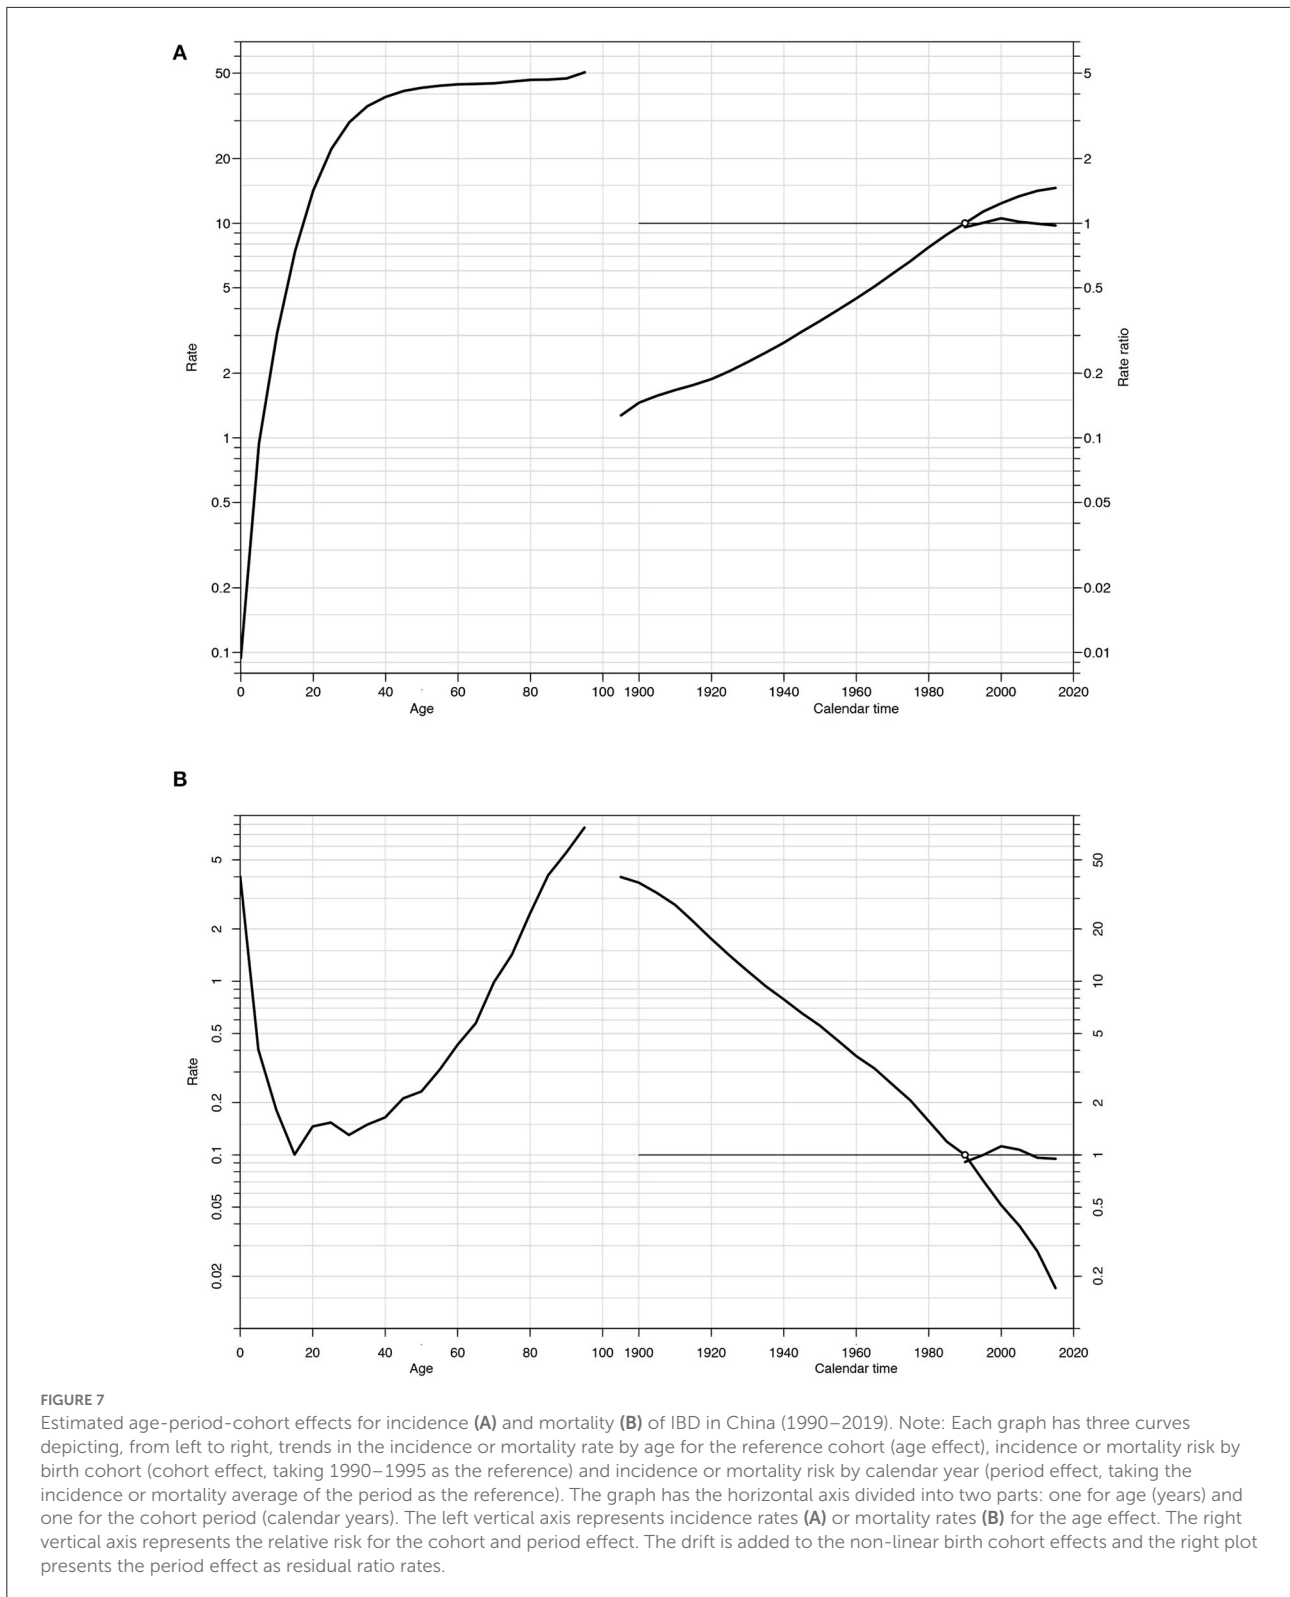 A
50
20
10
5
2
1
0.5
0.2
0.1
Rate
5
2
1
0.5
0.2
0.1
0.05
0.02
0.01
Rate ratio
0 20 40 60 80 100 1900 1920 1940 1960 1980 2000 2020
Age Calendar time
B
5
2
1
0.5
0.2
0.1
0.05
0.02
Rate
50
20
10
5
2
1
0.5
0.2
0 20 40 60 80 100 1900 1920 1940 1960 1980 2000 2020
Age Calendar time
FIGURE 7
Estimated age-period-cohort effects for incidence (A) and mortality (B) of IBD in China (1990–2019). Note: Each graph has three curves
depicting, from left to right, trends in the incidence or mortality rate by age for the reference cohort (age effect), incidence or mortality risk by
birth cohort (cohort effect, taking 1990–1995 as the reference) and incidence or mortality risk by calendar year (period effect, taking the
incidence or mortality average of the period as the reference). The graph has the horizontal axis divided into two parts: one for age (years) and
one for the cohort period (calendar years). The left vertical axis represents incidence rates (A) or mortality rates (B) for the age effect. The right
vertical axis represents the relative risk for the cohort and period effect. The drift is added to the non-linear birth cohort effects and the right plot
presents the period effect as residual ratio rates.